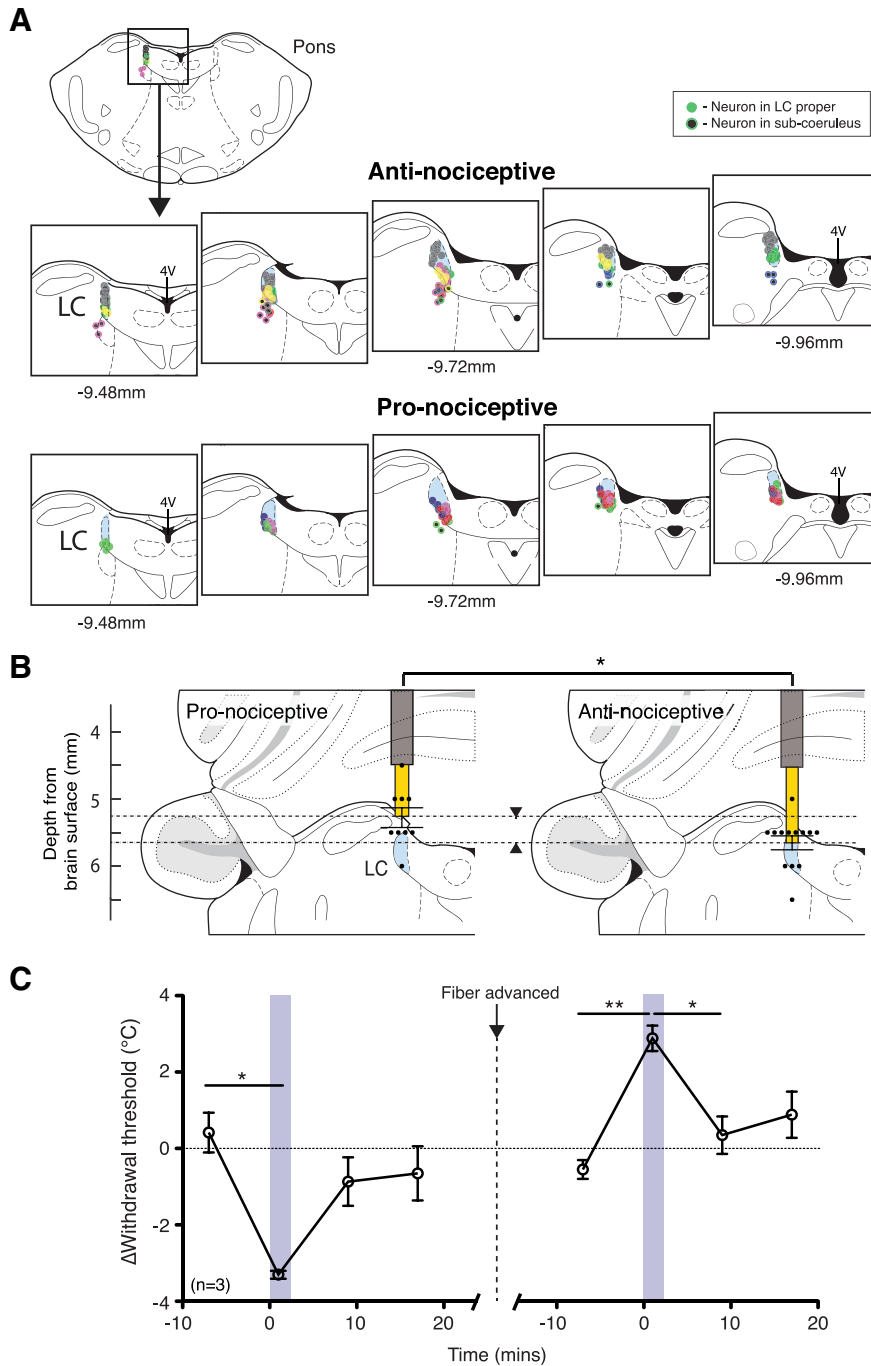 A
Pons
- Neuron in LC proper
- Neuron in sub-coeruleus
Anti-nociceptive
4V
4V
LC
-9.48mm
-9.72mm
-9.96mm
Pro-nociceptive
4V
4V
LC
-9.48mm
-9.72mm
-9.96mm
B
*
Pro-nociceptive
Anti-nociceptive
Depth from
brain surface (mm)
4
5
6
LC
C
Fiber advanced
ΔWithdrawal threshold (°C)
4
2
0
-2
-4
*
**
*
(n=3)
-10
0
10
20
-10
0
10
20
Time (mins)